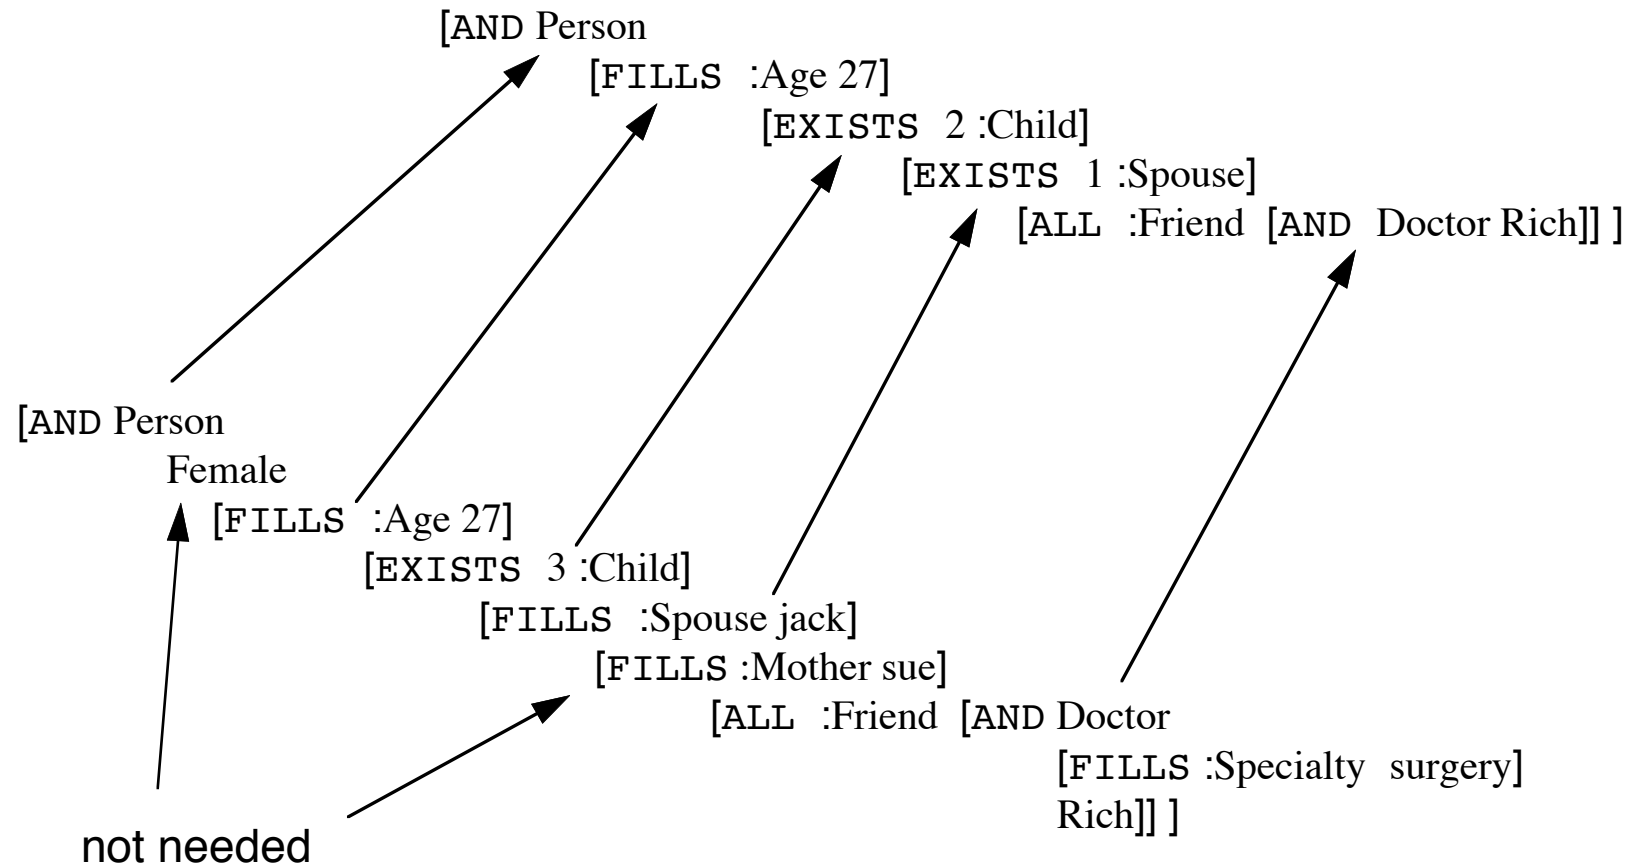 [AND Person
[FILLS :Age 27]
[EXISTS 2 :Child]
[EXISTS 1 :Spouse]
[ALL :Friend [AND Doctor Rich]] ]
[AND Person
Female
[FILLS :Age 27]
[EXISTS 3 :Child]
[FILLS :Spouse jack]
[FILLS :Mother sue]
[ALL :Friend [AND Doctor
[FILLS :Specialty surgery]
Rich]] ]
not needed